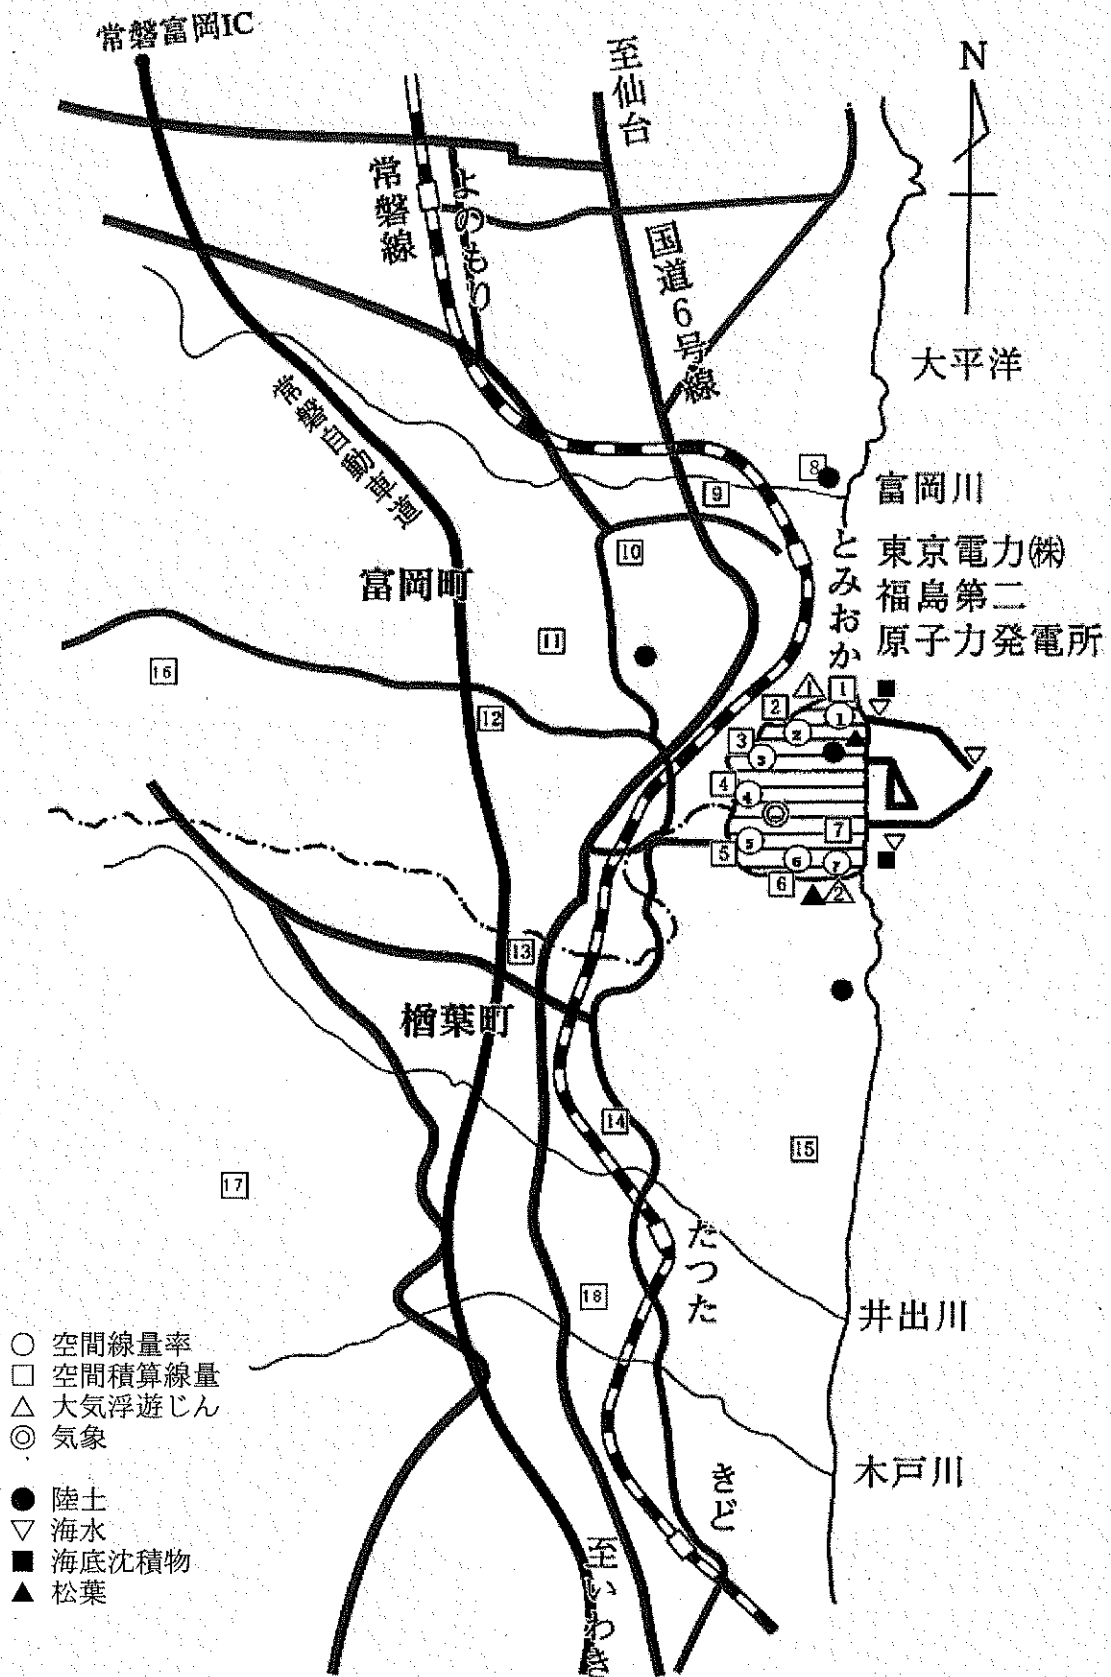 常磐富岡IC
至仙台
N
常磐線
よのもり
国道6号線
大平洋
常磐自動車道
8
富岡川
9
とみおか
東京電力㈱
福島第二
原子力発電所
10
富岡町
11
16
12
1
1
2
1
2
3
3
4
4
7
5
5
6
7
6
2
13
楢葉町
14
15
17
たつた
18
井出川
○ 空間線量率
□ 空間積算線量
△ 大気浮遊じん
◎ 気象
● 陸土
▽ 海水
■ 海底沈積物
▲ 松葉
木戸川
きど
至いわき